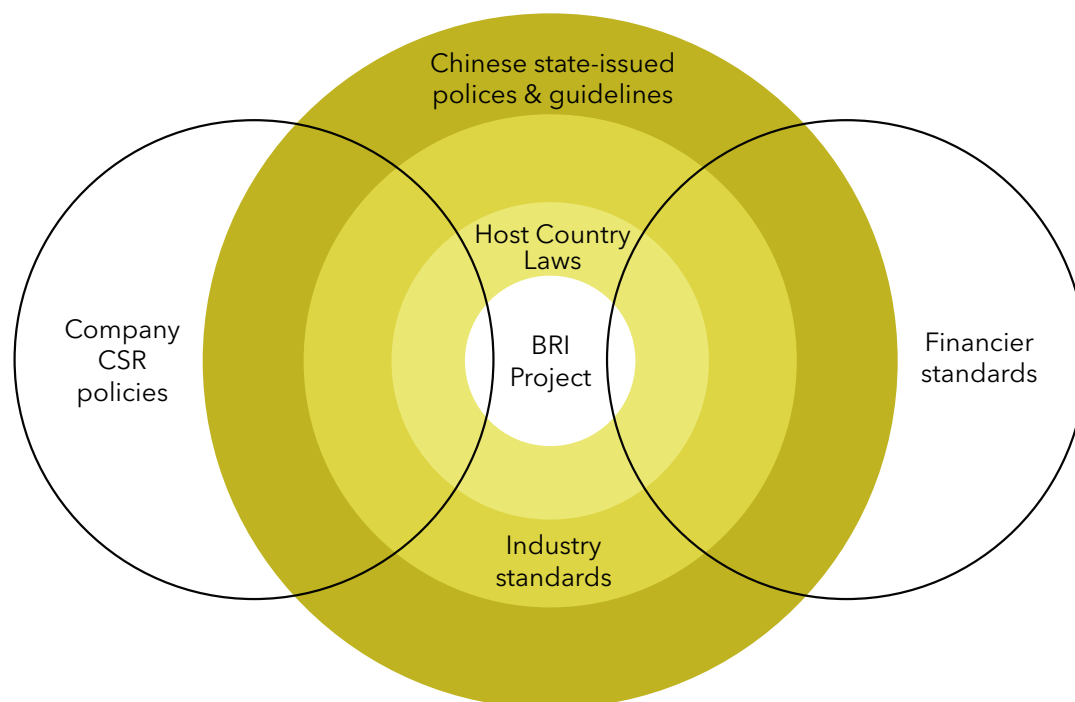 Chinese state-issued
polices & guidelines
Host Country
Laws
Company
CSR
policies
BRI
Project
Financier
standards
Industry
standards